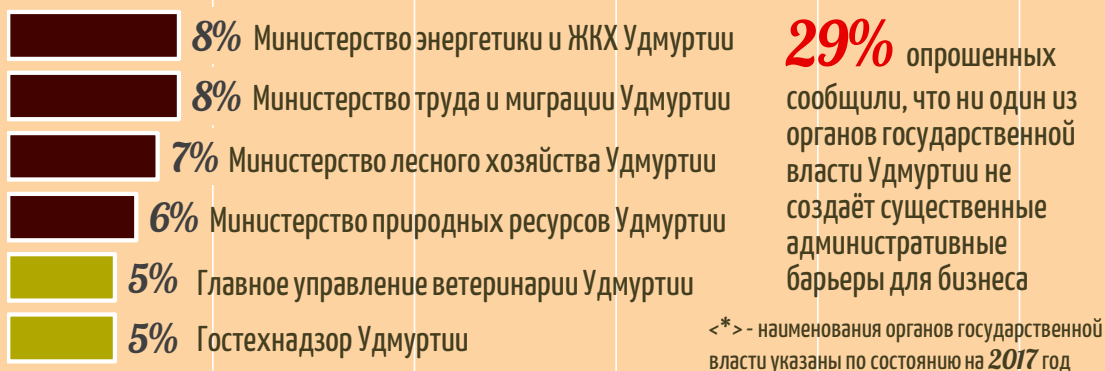 8% Министерство энергетики и ЖКХ Удмуртии
8% Министерство труда и миграции Удмуртии
7% Министерство лесного хозяйства Удмуртии
6% Министерство природных ресурсов Удмуртии
5% Главное управление ветеринарии Удмуртии
5% Гостехнадзор Удмуртии
29% опрошенных
сообщили, что ни один из
органов государственной
власти Удмуртии не
создаёт существенные
административные
барьеры для бизнеса
<*> - наименования органов государственной
власти указаны по состоянию на 2017 год